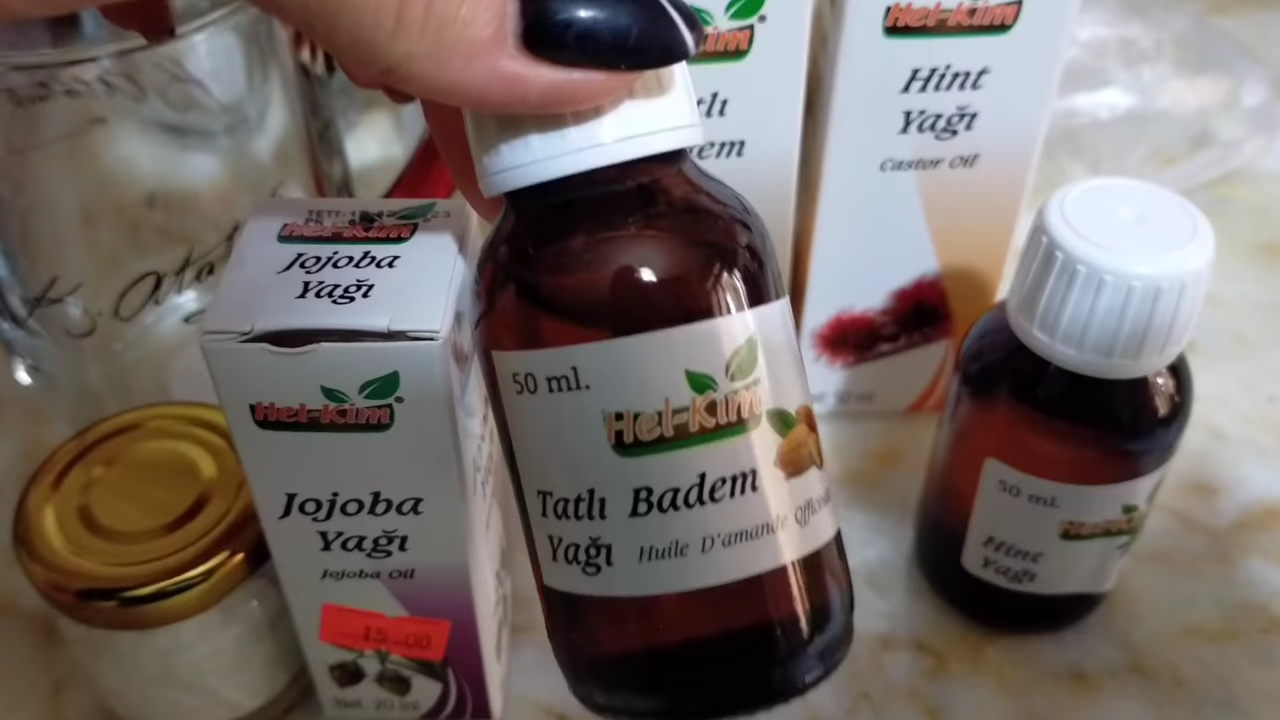 Hel-Kim
Jojoba
Yağı
Hel-Kim
Jojoba
Yağı
Jojoba Oil
15.00
Net. 20 ml
50 ml.
Hel-Kim
Tatlı Badem
Yağı Huile D'amande
Hel-Kim
Hint
Yağı
Castor Oil
50 ml.
Hint
Yağı